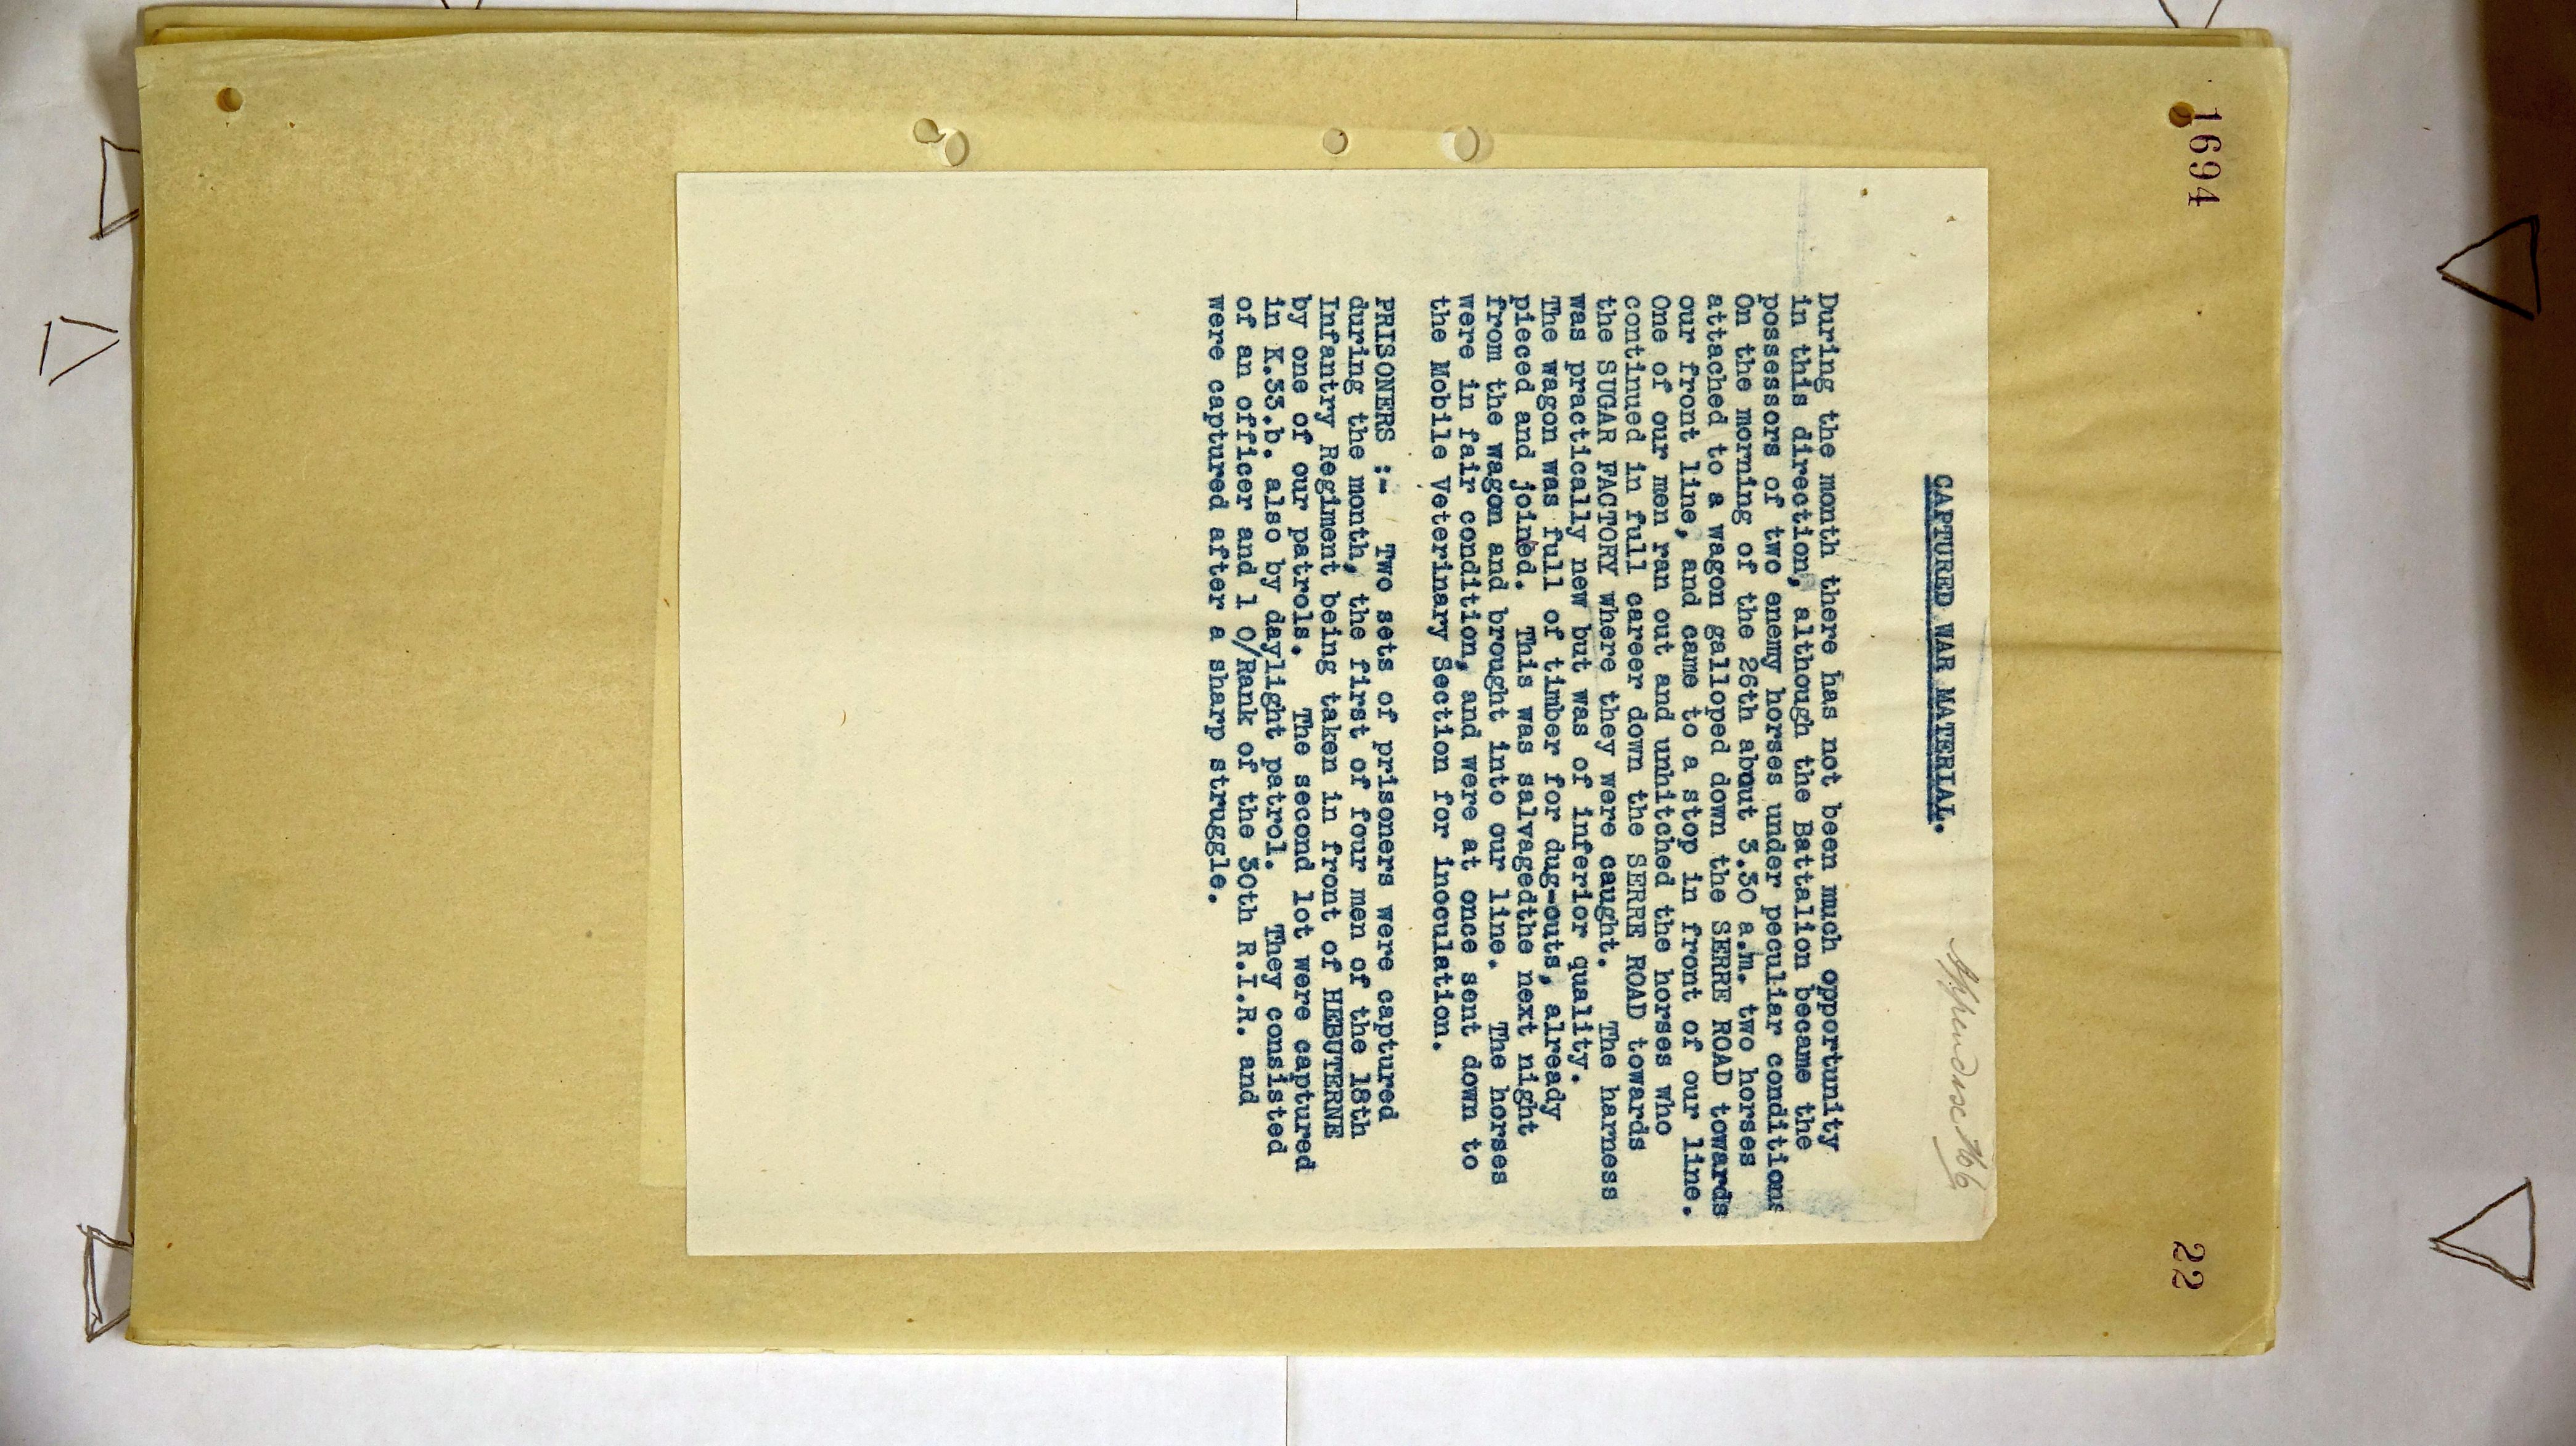 1694
22
Appendix No 6
CAPTURED WAR MATERIAL.
During the month there has not been much opportunity
in this direction, although the Battalion became the
possessors of two enemy horses under peculiar conditions
On the morning of the 26th abnut 3.30 a.m. two horses
attached to a wagon galloped down the SERRE ROAD towards
our front line, and came to a stop in front of our line.
One of our men ran out and unhitched the horses who
continued in full career down the SERRE ROAD towards
the SUGAR FACTORY where they were caught. The harness
was practically new but was of inferior quality.
The wagon was full of timber for dug-outs, already
pieced and joined. This was salvagedthe next night
from the wagon and brought into our line. The horses
were in fair condition, and were at once sent down to
the Mobile Veterinary Section for inoculation.
PRISONERS :- Two sets of prisoners were captured
during the month, the first of four men of the 18th
Infantry Regiment being taken in front of HEBUTERNE
by one of our patrols. The second lot were captured
in K.33.b. also by daylight patrol. They consisted
of an officer and 1 O/Rank of the 30th R.I.R. and
were captured after a sharp struggle.